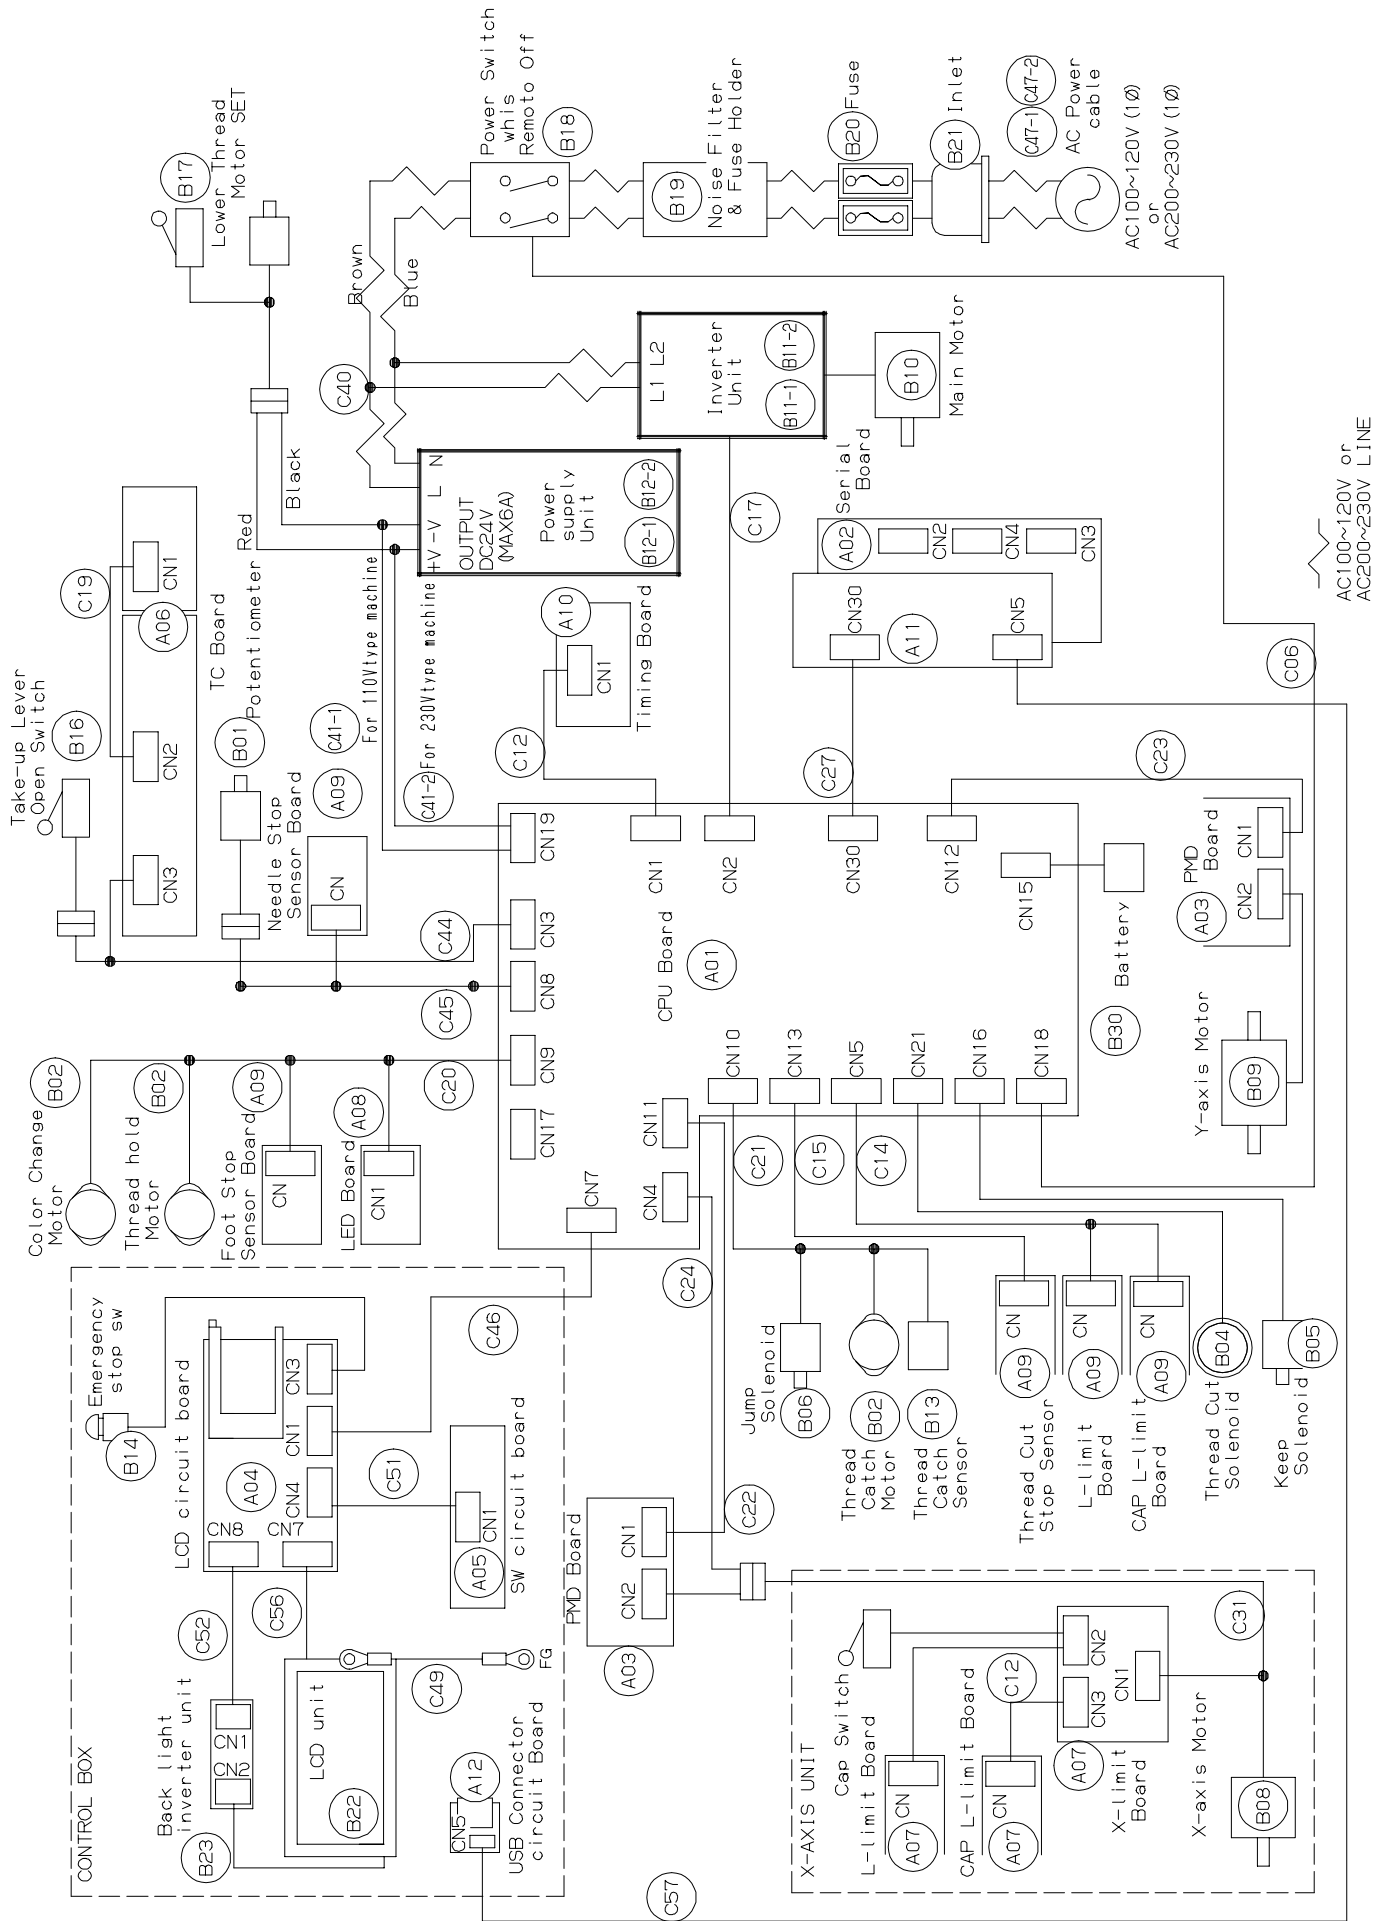 Color Change
Motor
B02
Thread hold
Motor
B02
Foot Stop
Sensor Board
A09
CN
LED Board
A08
CN1
C20
CN9
CN17
Take-up Lever
Open Switch
B16
C19
CN3
CN2
CN1
A06
TC Board
B01
Potentiometer
Needle Stop
Sensor Board
A09
CN
C45
CN8
C44
CN3
C41-1
For 110Vtype machine
C41-2
For 230Vtype machine
CN19
Red
Black
B17
Lower Thread
Motor SET
C40
Brown
Blue
Power Switch
whis
Remoto Off
B18
B19
Noise Filter
& Fuse Holder
B20
Fuse
B21
Inlet
C47-1
C47-2
AC Power
cable
AC100~120V (1Ø)
or
AC200~230V (1Ø)
+V
-V
L
N
OUTPUT
DC24V
(MAX6A)
Power
supply
Unit
B12-1
B12-2
L1
L2
Inverter
Unit
B11-1
B11-2
B10
Main Motor
A10
CN1
Timing Board
C12
C17
A02
Serial
Board
CN2
CN4
CN3
CN30
A11
CN5
C27
C06
C23
AC100~120V or
AC200~230V LINE
CPU Board
A01
CN1
CN2
CN30
CN12
CN15
Battery
B30
A03
PMD
Board
CN2
CN1
Y-axis Motor
B09
CN7
CN4
CN11
CN10
CN13
CN5
CN21
CN16
CN18
C21
C15
C14
C24
C22
Jump
Solenoid
B06
Thread
Catch
Motor
B02
Thread
Catch
Sensor
B13
Thread Cut
Stop Sensor
A09
CN
L-limit
Board
A09
CN
CAP L-limit
Board
A09
CN
Thread Cut
Solenoid
B04
Keep
Solenoid
B05
CONTROL BOX
Emergency
stop sw
B14
LCD circuit board
A04
CN8
CN7
CN4
CN1
CN3
C46
C51
A05
CN1
SW circuit board
C52
C56
Back light
inverter unit
CN2
CN1
B23
LCD unit
B22
C49
FG
A12
CN5
USB Connector
circuit Board
C57
PMD Board
CN2
CN1
A03
X-AXIS UNIT
Cap Switch
L-limit Board
A07
CN
CAP L-limit Board
A07
CN
C12
CN3
CN2
CN1
A07
X-limit
Board
C31
X-axis Motor
B08